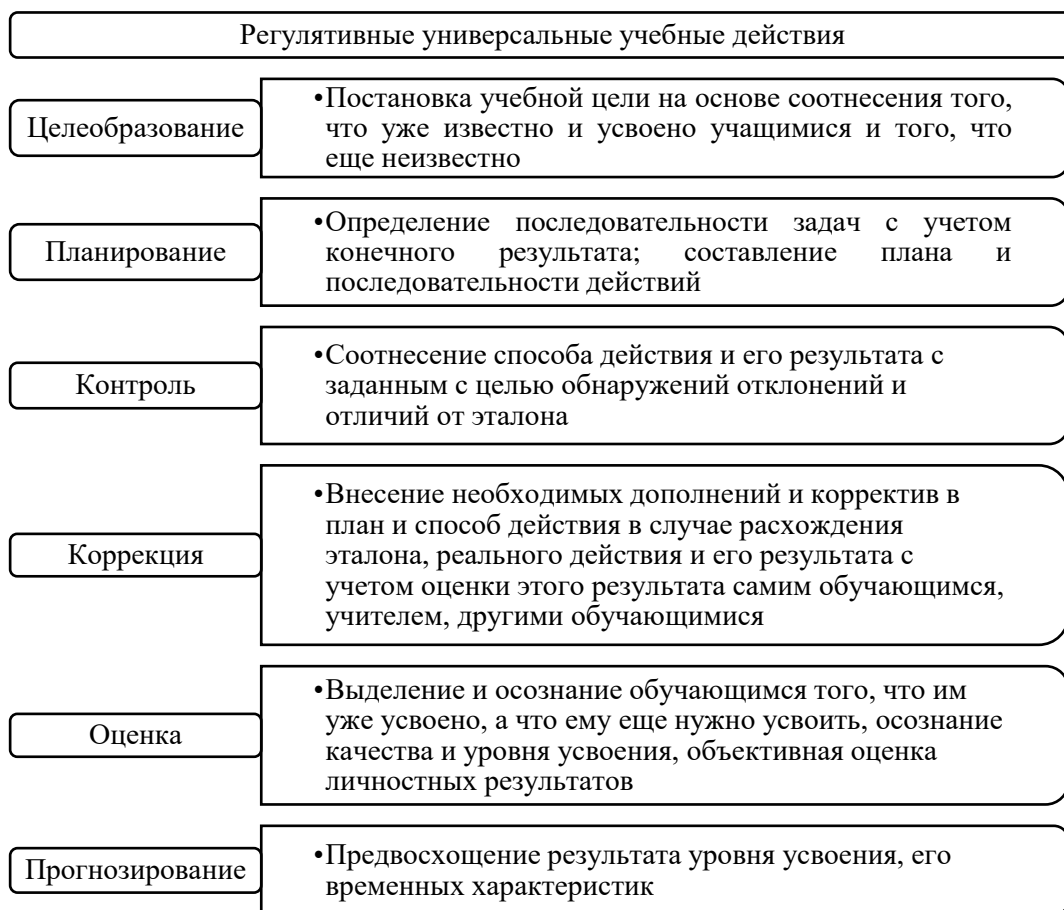 Регулятивные универсальные учебные действия
Целеобразование
•Постановка учебной цели на основе соотнесения того,
что уже известно и усвоено учащимися и того, что
еще неизвестно
Планирование
•Определение последовательности задач с учетом
конечного результата; составление плана и
последовательности действий
Контроль
•Соотнесение способа действия и его результата с
заданным с целью обнаружений отклонений и
отличий от эталона
Коррекция
•Внесение необходимых дополнений и корректив в
план и способ действия в случае расхождения
эталона, реального действия и его результата с
учетом оценки этого результата самим обучающимся,
учителем, другими обучающимися
Оценка
•Выделение и осознание обучающимся того, что им
уже усвоено, а что ему еще нужно усвоить, осознание
качества и уровня усвоения, объективная оценка
личностных результатов
Прогнозирование
•Предвосхощение результата уровня усвоения, его
временных характеристик